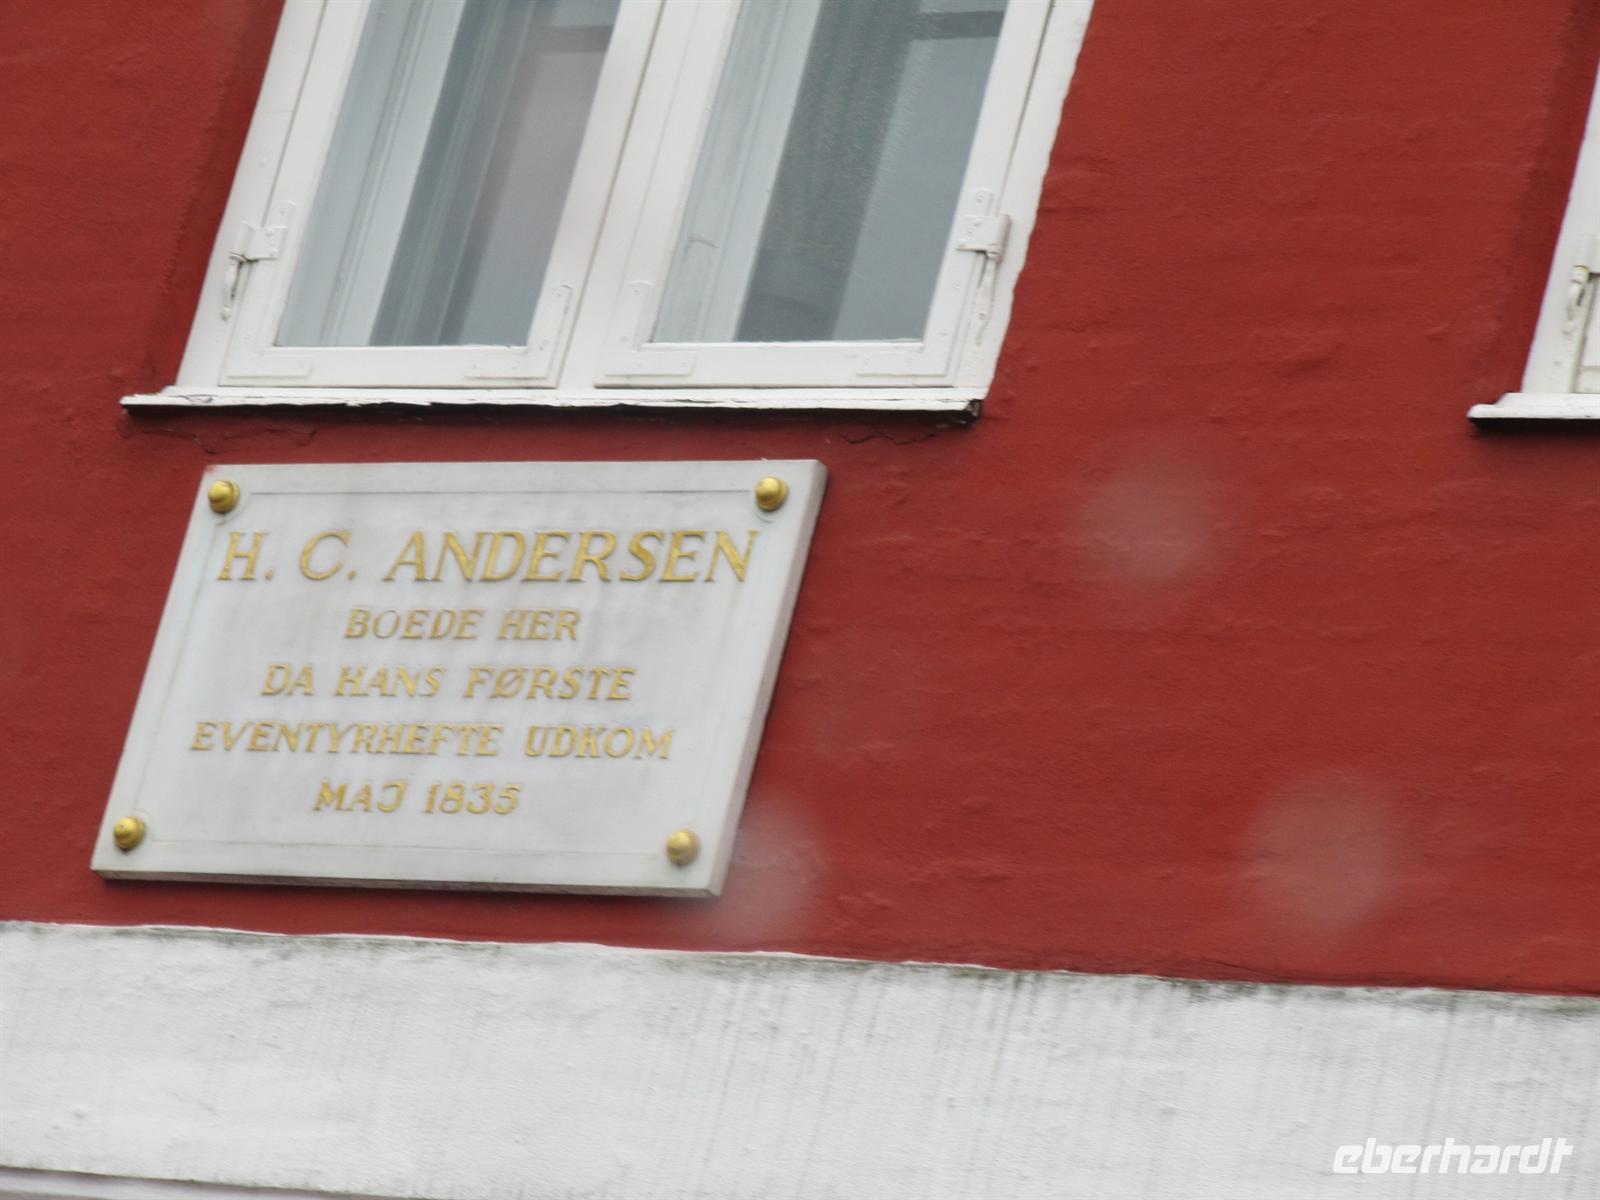 H. C. ANDERSEN
BOEDE HER
DA HANS FØRSTE
EVENTYRHEFTE UDKOM
MAJ 1835
eberhardt